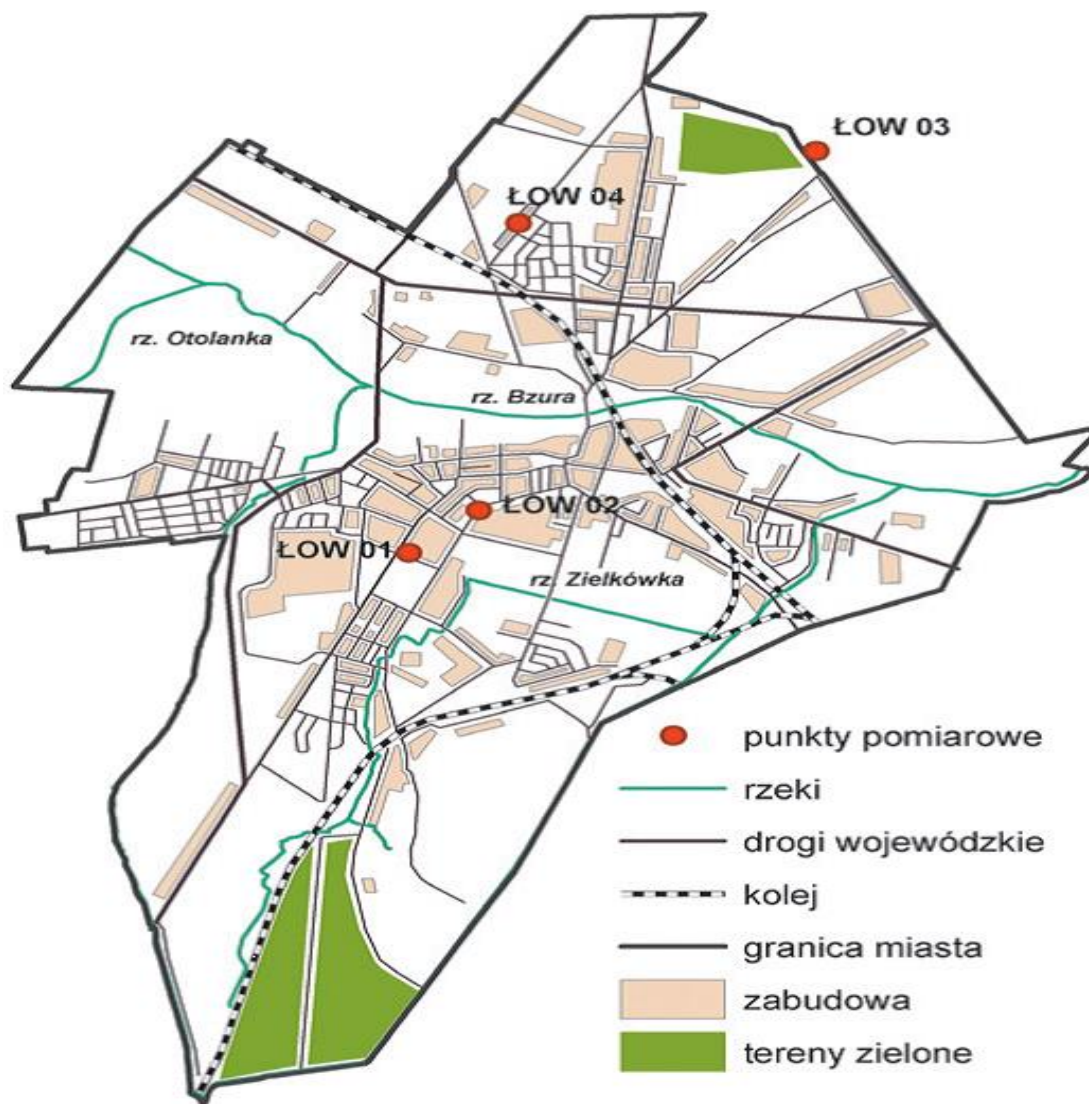 ŁOW 03
ŁOW 04
rz. Otolanka
rz. Bzura
ŁOW 02
ŁOW 01
rz. Zielkówka
punkty pomiarowe
rzeki
drogi wojewódzkie
kolej
granica miasta
zabudowa
tereny zielone